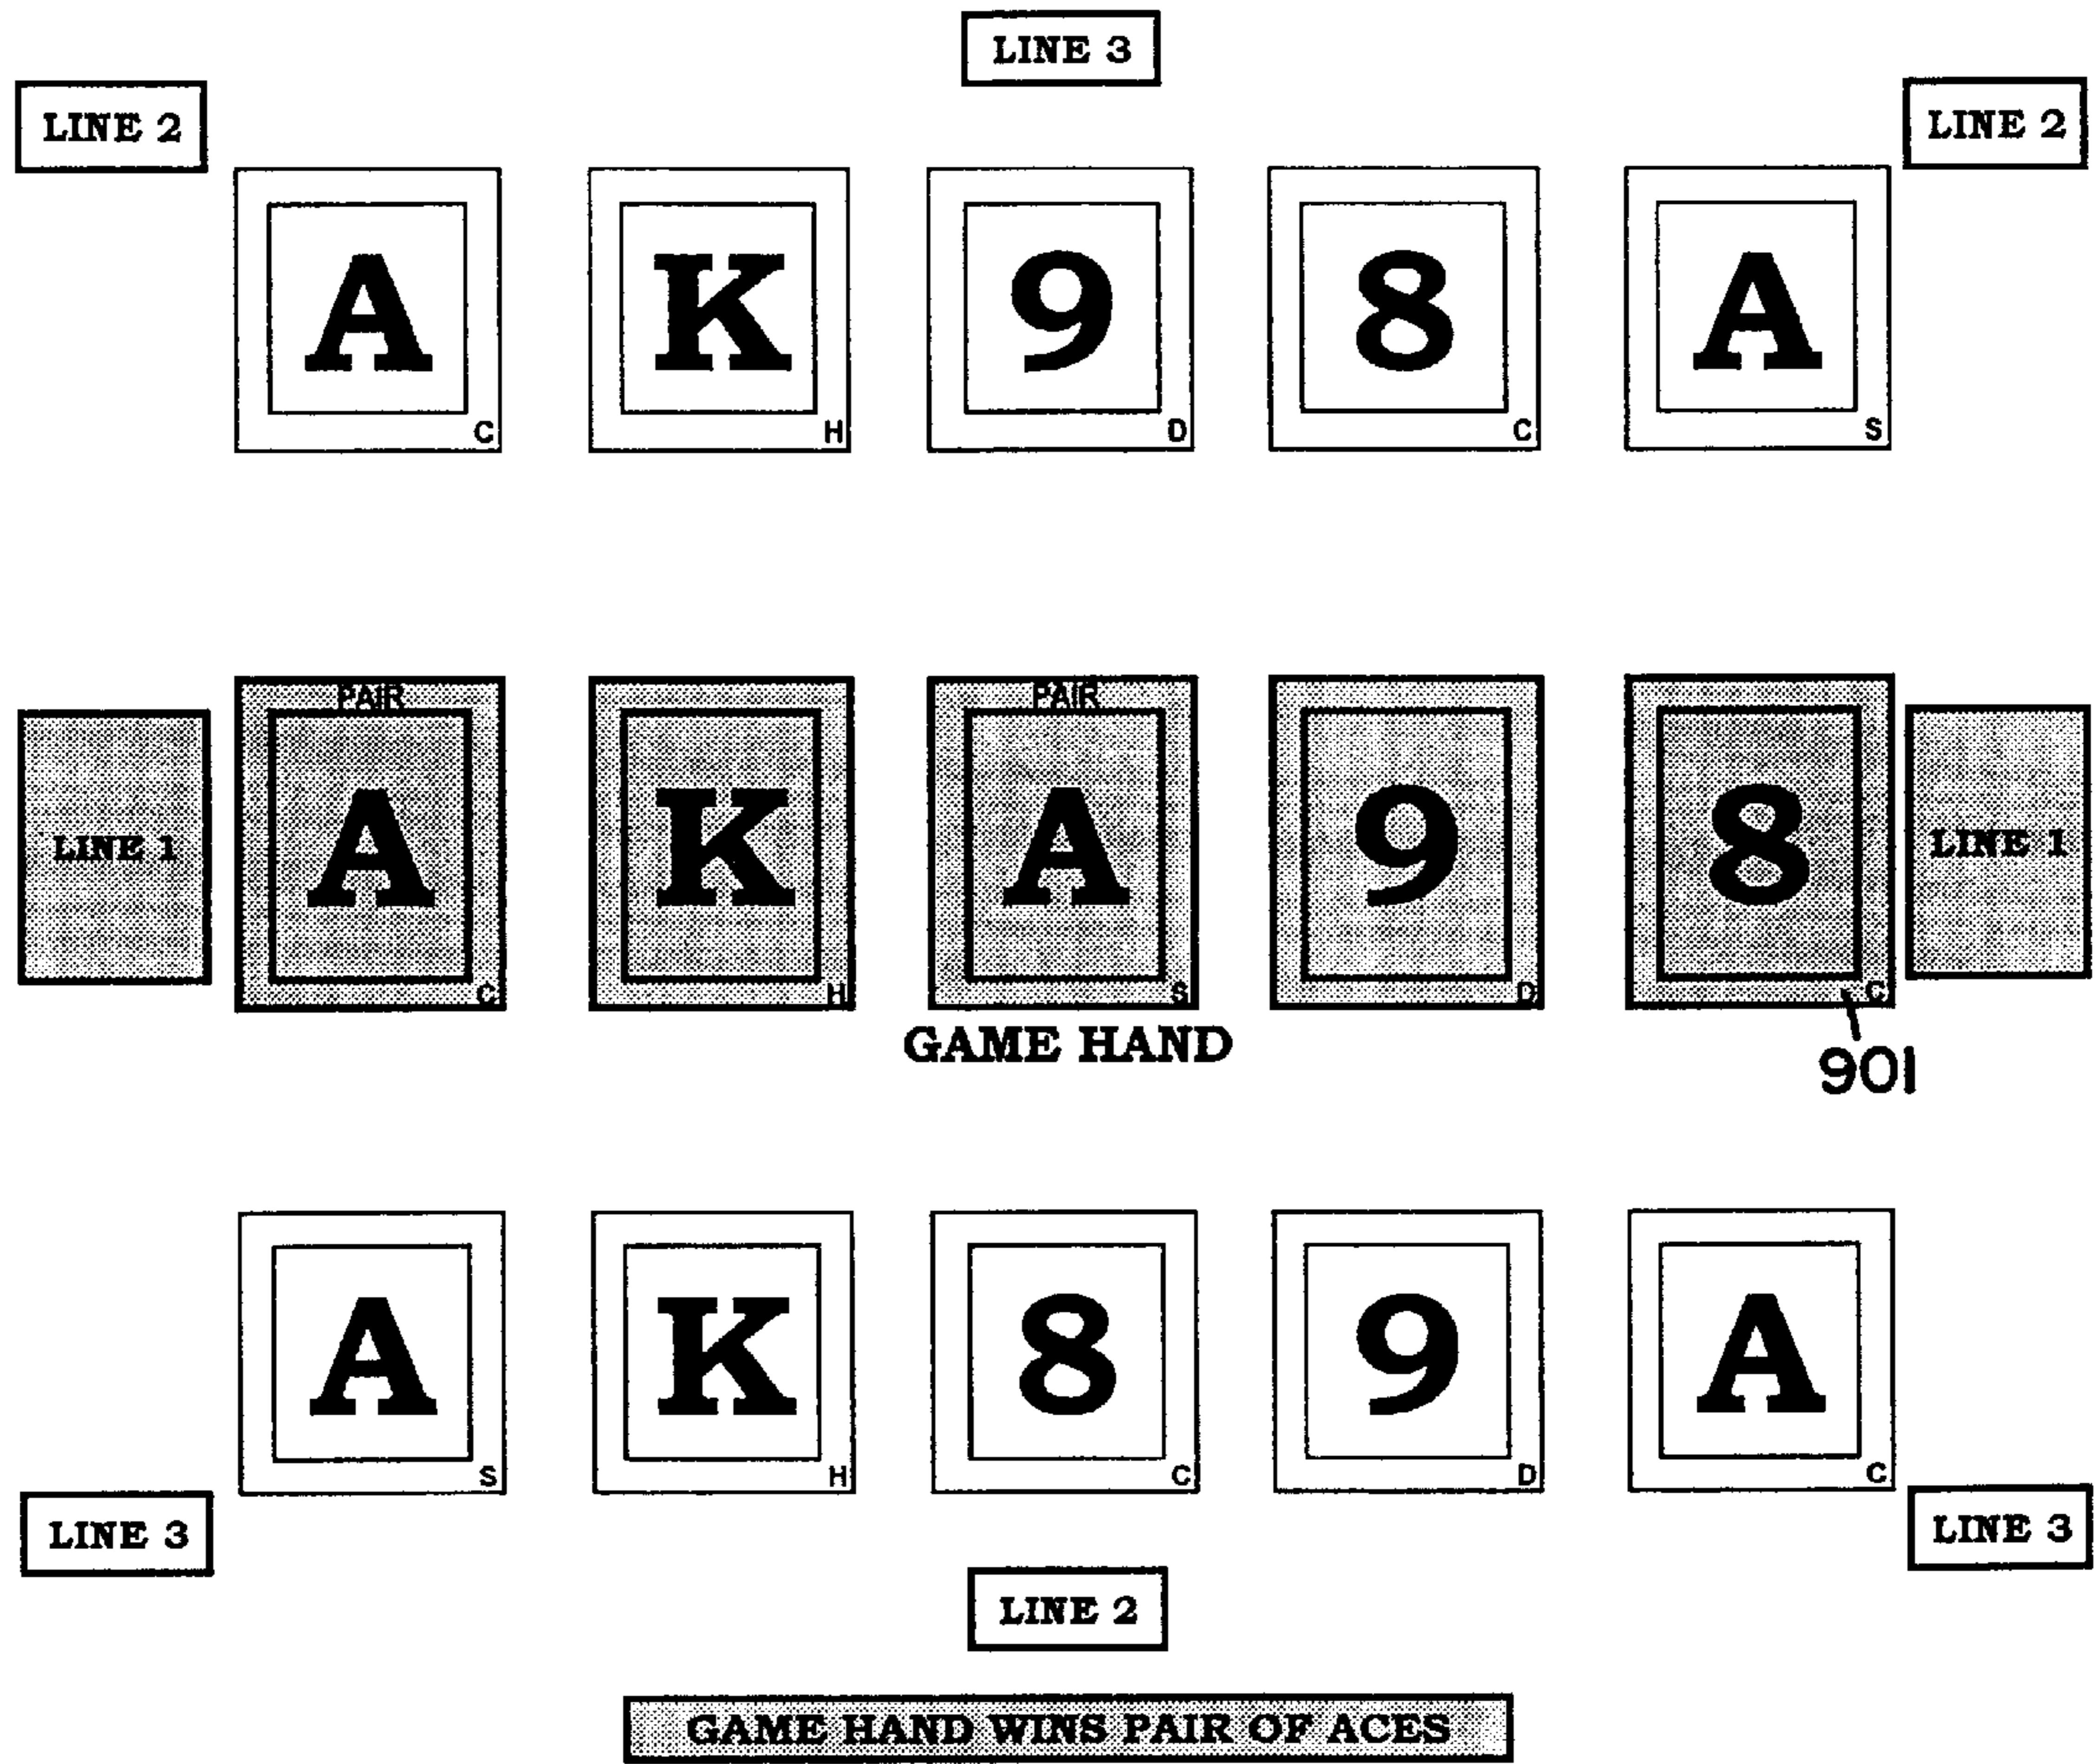 LINE 3
LINE 2 LINE 2
A K 9 8 A
C H D C S
PAIR PAIR
LINE 1 A K A 9 8 LINE 1
C H S D C
GAME HAND
901
A K 8 9 A
S H C D C
LINE 3 LINE 3
LINE 2
GAME HAND WINS PAIR OF ACES